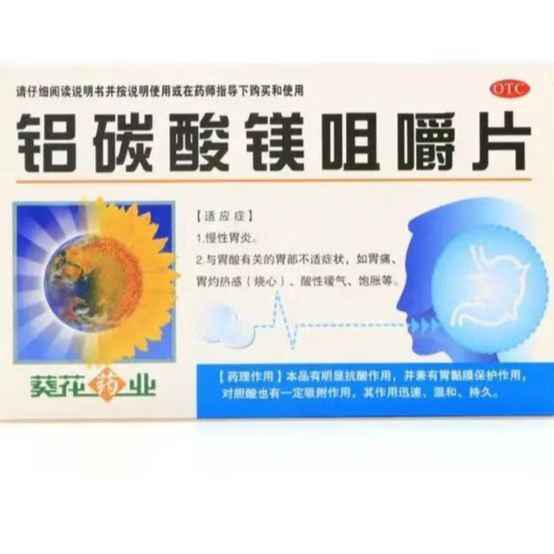 请仔细阅读说明书并按说明使用或在药师指导下购买和使用
OTC
铝碳酸镁咀嚼片
【适应症】
1.慢性胃炎。
2.与胃酸有关的胃部不适症状，如胃痛、
胃灼热感（烧心）、酸性嗳气、饱胀等。
葵花药业
【药理作用】本品有明显抗酸作用，并兼有胃黏膜保护作用，
对胆酸也有一定吸附作用，其作用迅速、温和、持久。